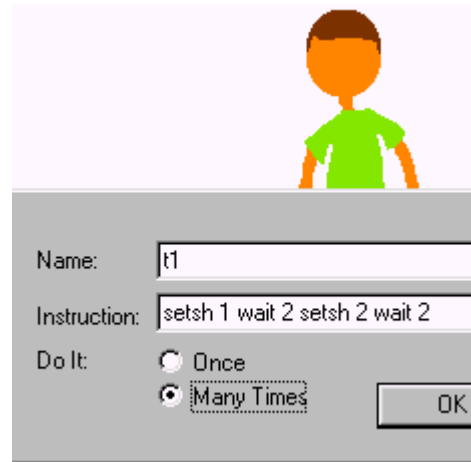 Name: t1
Instruction: setsh 1 wait 2 setsh 2 wait 2
Do It: Once
Many Times
OK